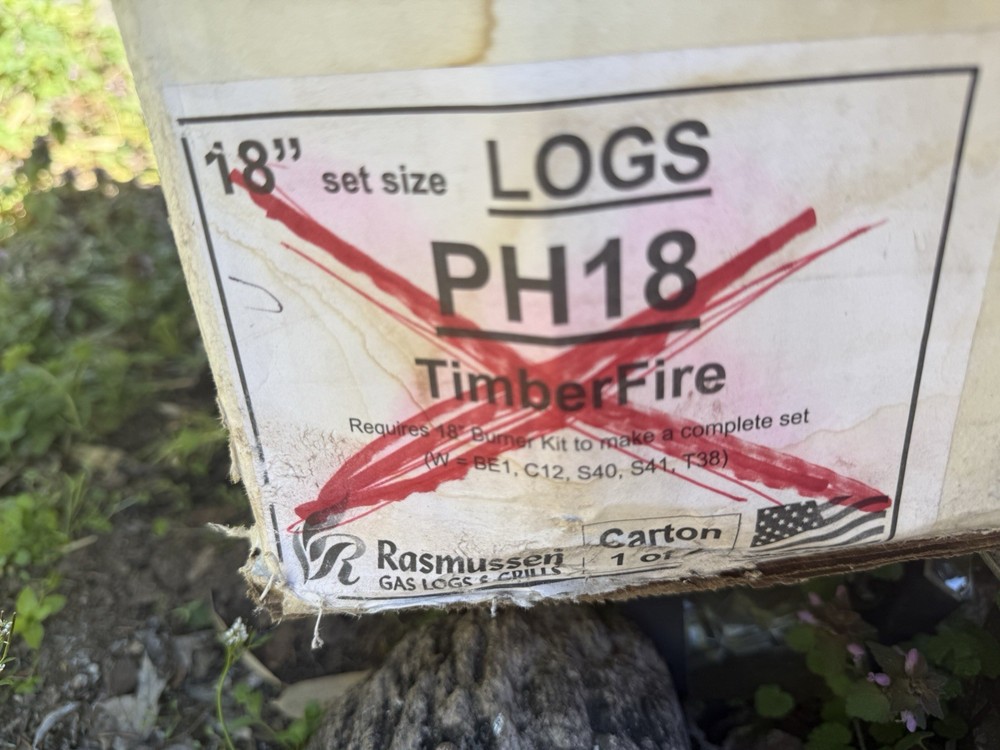 18” set size LOGS
PH18
TimberFire
Requires 18" Burner Kit to make a complete set
(W = BE1, C12, S40, S41, T38)
Rasmussen
GAS LOGS & GRILLS
Carton
1 of